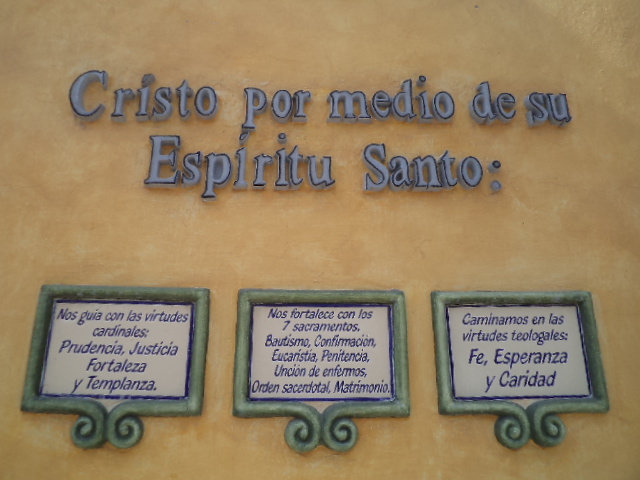 Cristo por medio de su
Espíritu Santo:
Nos guía con las virtudes
cardinales:
Prudencia, Justicia
Fortaleza
y Templanza.
Nos fortalece con los
7 sacramentos.
Bautismo, Confirmación,
Eucaristía, Penitencia,
Unción de enfermos,
Orden sacerdotal, Matrimonio.
Caminamos en las
virtudes teologales:
Fe, Esperanza
y Caridad